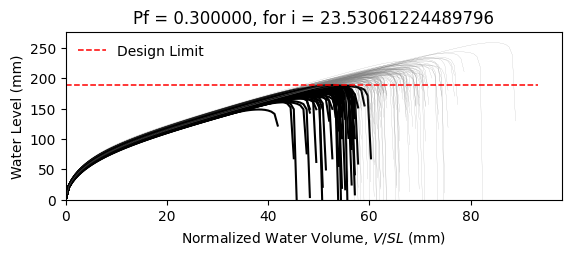 Pf = 0.300000, for i = 23.53061224489796
Water Level (mm)
250
200
150
100
50
0
Design Limit
0 20 40 60 80
Normalized Water Volume, V/SL (mm)